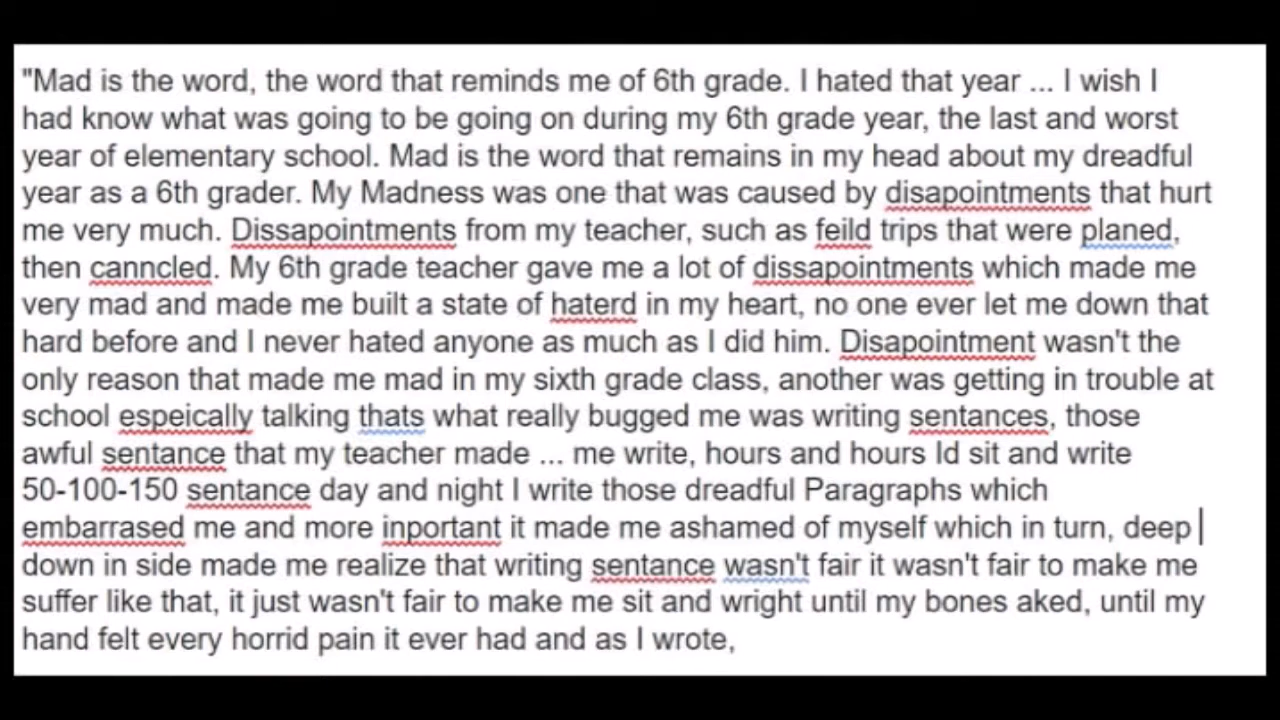 "Mad is the word, the word that reminds me of 6th grade. I hated that year ... I wish I
had know what was going to be going on during my 6th grade year, the last and worst
year of elementary school. Mad is the word that remains in my head about my dreadful
year as a 6th grader. My Madness was one that was caused by disapointments that hurt
me very much. Dissapointments from my teacher, such as feild trips that were planed,
then canncled. My 6th grade teacher gave me a lot of dissapointments which made me
very mad and made me built a state of haterd in my heart, no one ever let me down that
hard before and I never hated anyone as much as I did him. Disapointment wasn't the
only reason that made me mad in my sixth grade class, another was getting in trouble at
school espeically talking thats what really bugged me was writing sentances, those
awful sentance that my teacher made ... me write, hours and hours Id sit and write
50-100-150 sentance day and night I write those dreadful Paragraphs which
embarrased me and more inportant it made me ashamed of myself which in turn, deep
down in side made me realize that writing sentance wasn't fair it wasn't fair to make me
suffer like that, it just wasn't fair to make me sit and wright until my bones aked, until my
hand felt every horrid pain it ever had and as I wrote,